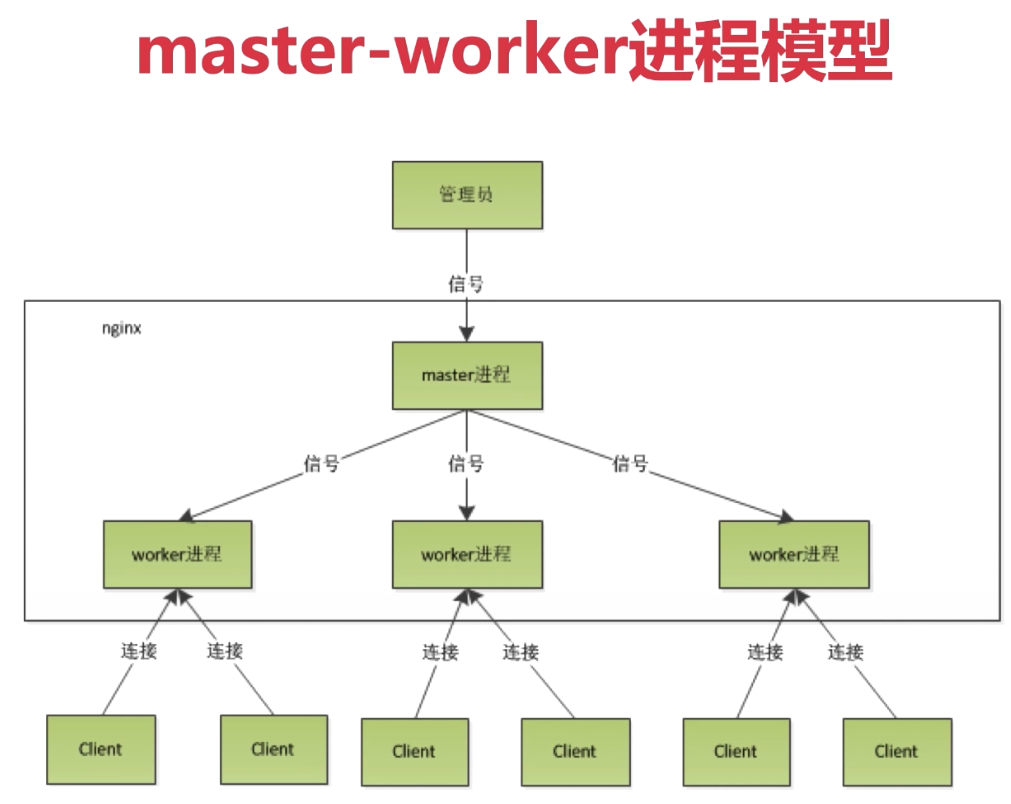 master-worker进程模型
管理员
信号
nginx
master进程
信号
信号
信号
worker进程
worker进程
worker进程
连接
连接
连接
连接
连接
连接
Client
Client
Client
Client
Client
Client